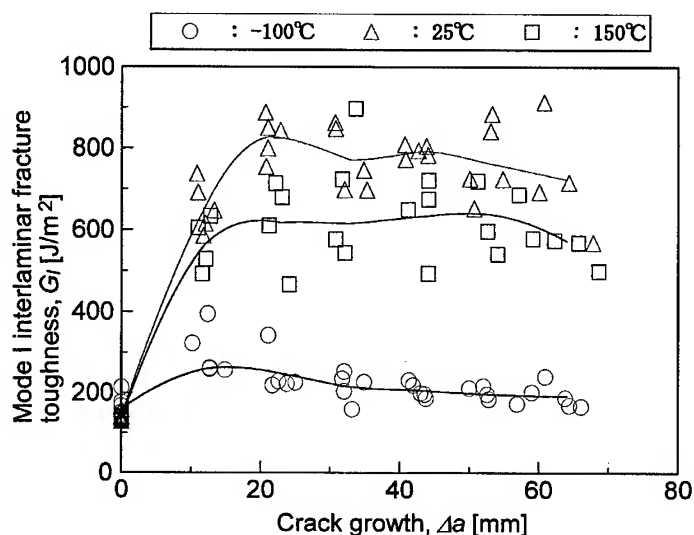 ○ : -100℃ △ : 25℃ □ : 150℃
1000
800
600
400
200
0
0 20 40 60 80
Mode I interlaminar fracture
toughness, G_I [J/m²]
Crack growth, Δa [mm]